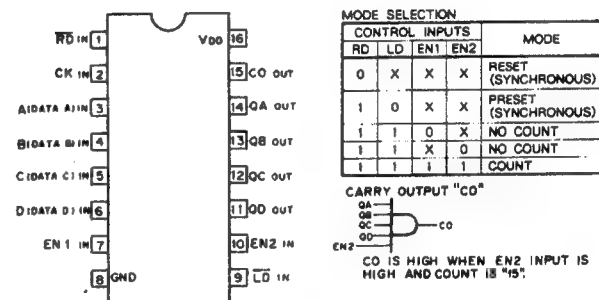 RD IN 1
CK IN 2
A(DATA A) IN 3
B(DATA B) IN 4
C(DATA C) IN 5
D(DATA D) IN 6
EN 1 IN 7
8 GND
VDD 16
15 CO OUT
14 QA OUT
13 QB OUT
12 QC OUT
11 QD OUT
10 EN2 IN
9 LD IN
MODE SELECTION
CONTROL INPUTS MODE
RD LD EN1 EN2
0 X X X RESET (SYNCHRONOUS)
1 0 X X PRESET (SYNCHRONOUS)
1 1 0 X NO COUNT
1 1 X 0 NO COUNT
1 1 1 1 COUNT
CARRY OUTPUT "CO"
QA
QB
QC
QD
EN2
CO
CO IS HIGH WHEN EN2 INPUT IS
HIGH AND COUNT IS "15".